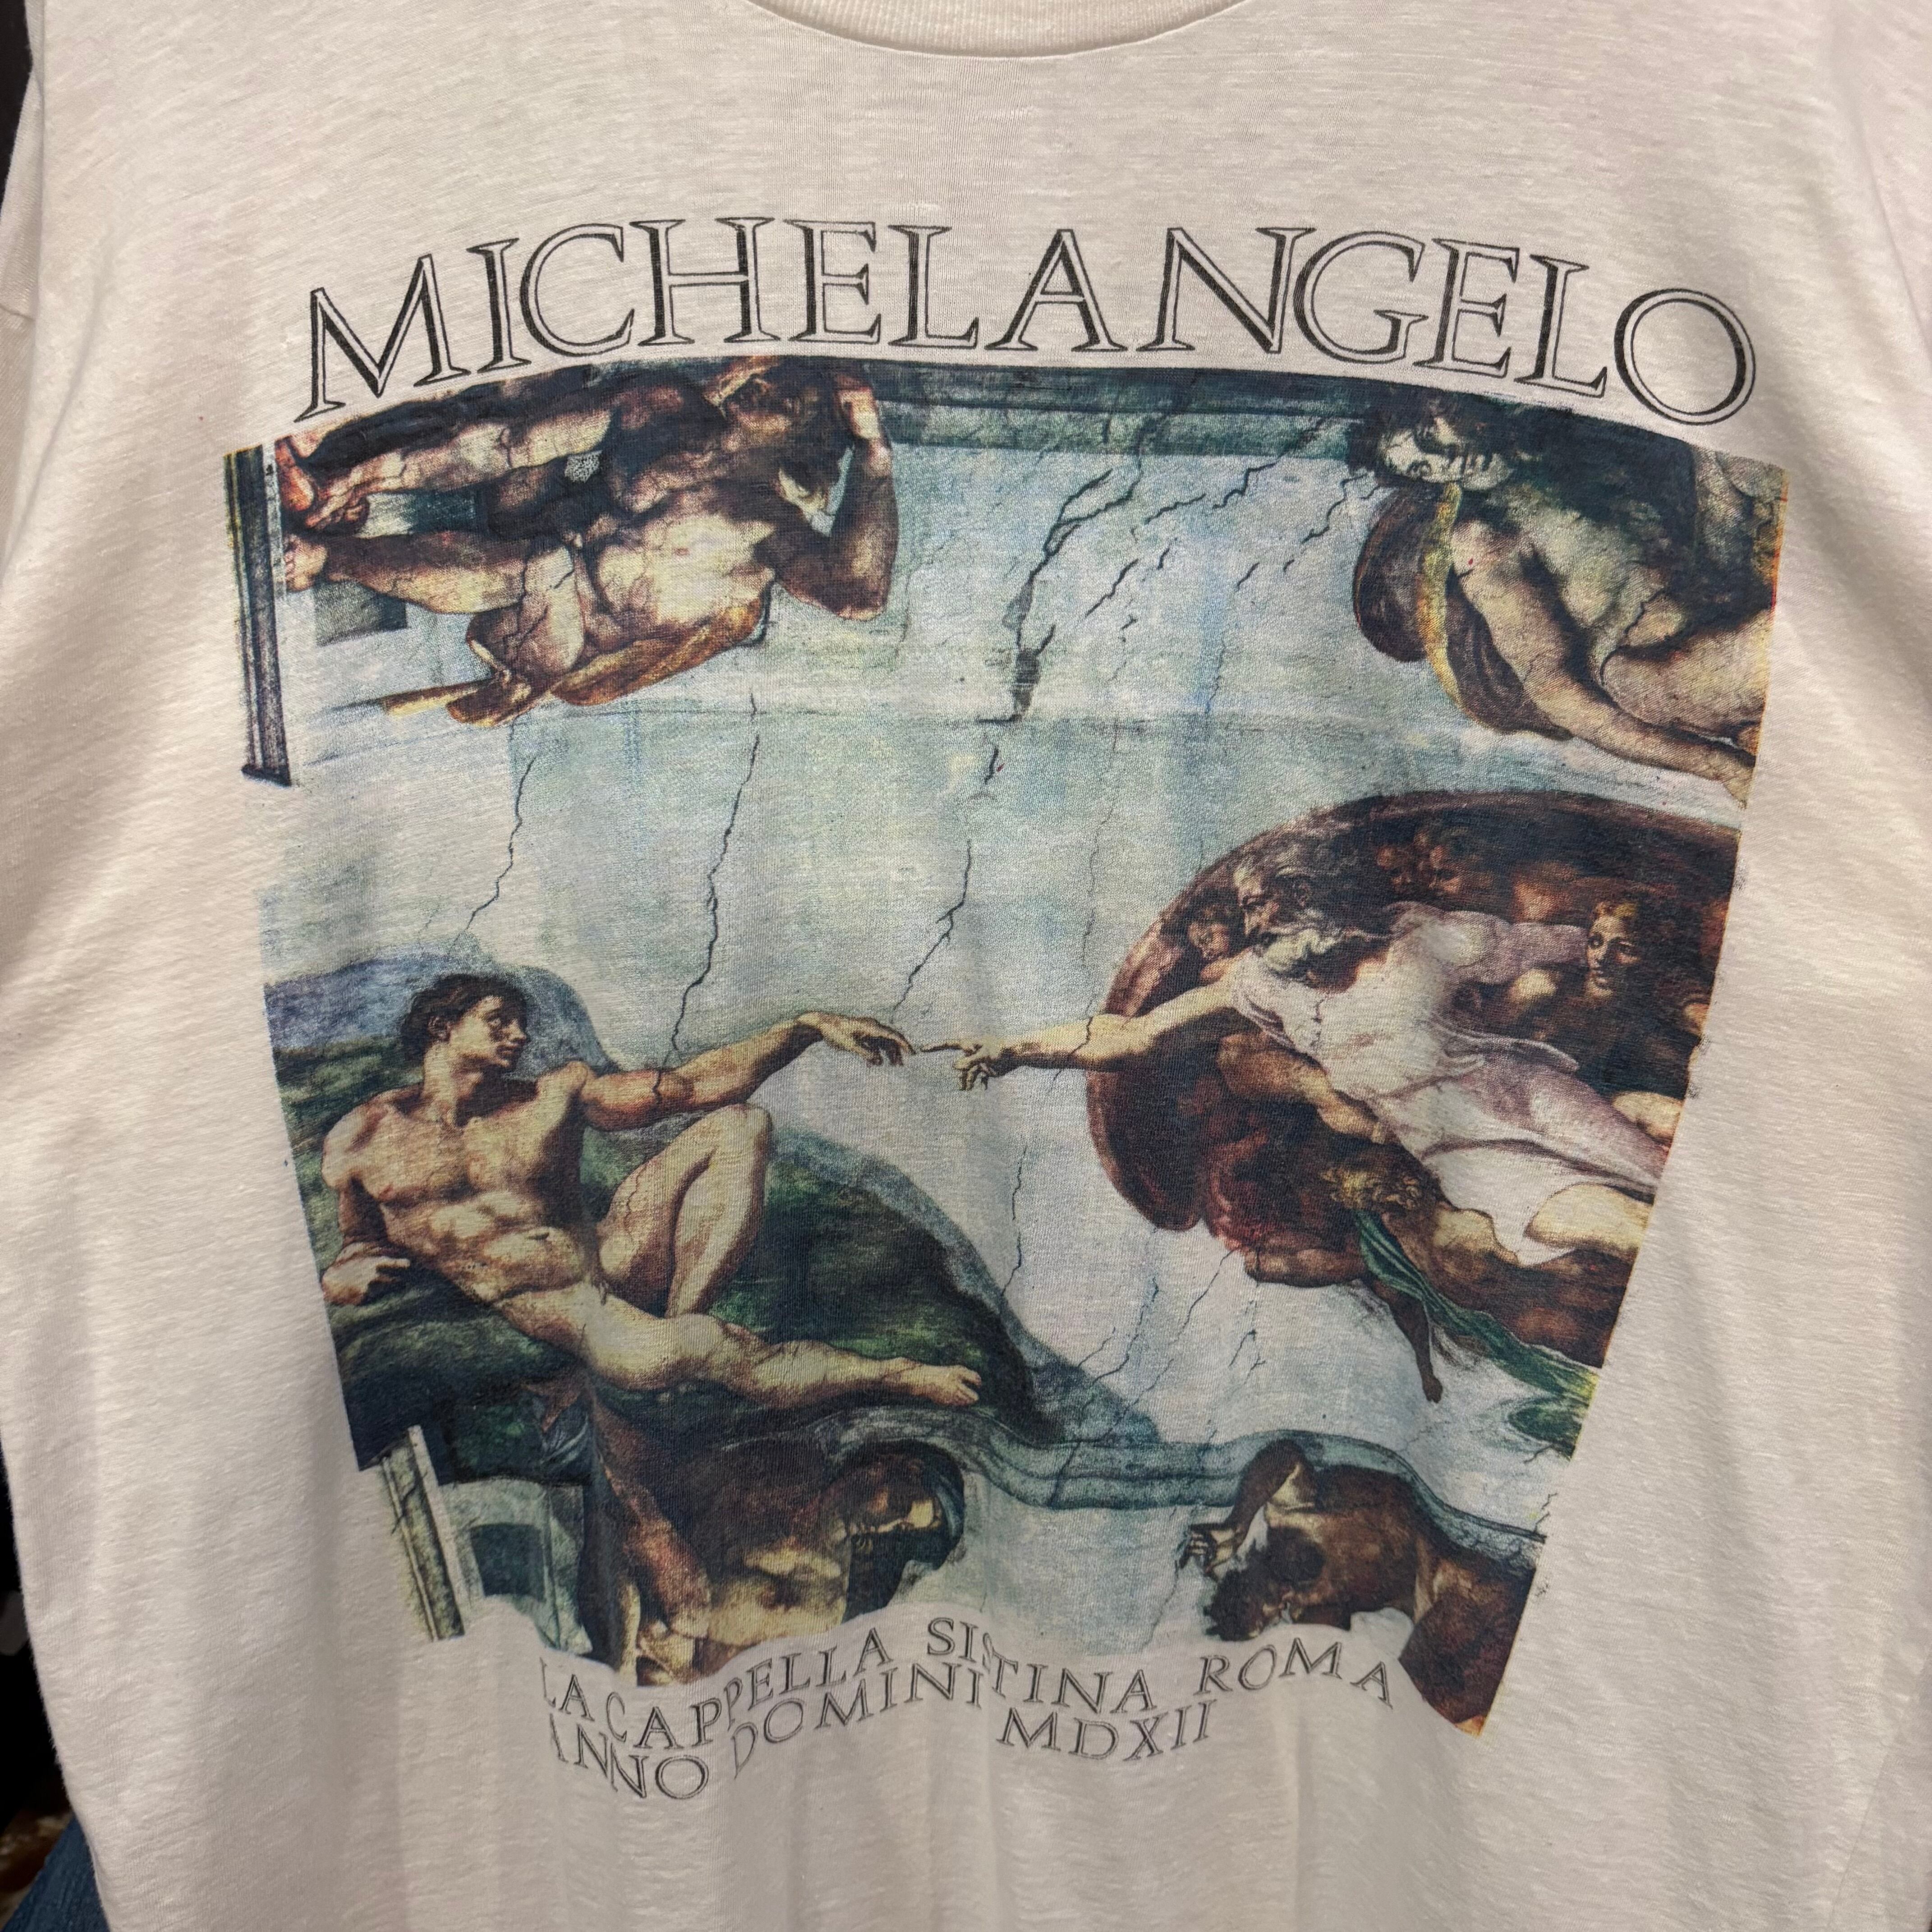 MICHELANGELO
LA CAPPELLA SISTINA ROMA
ANNO DOMINI MDXII